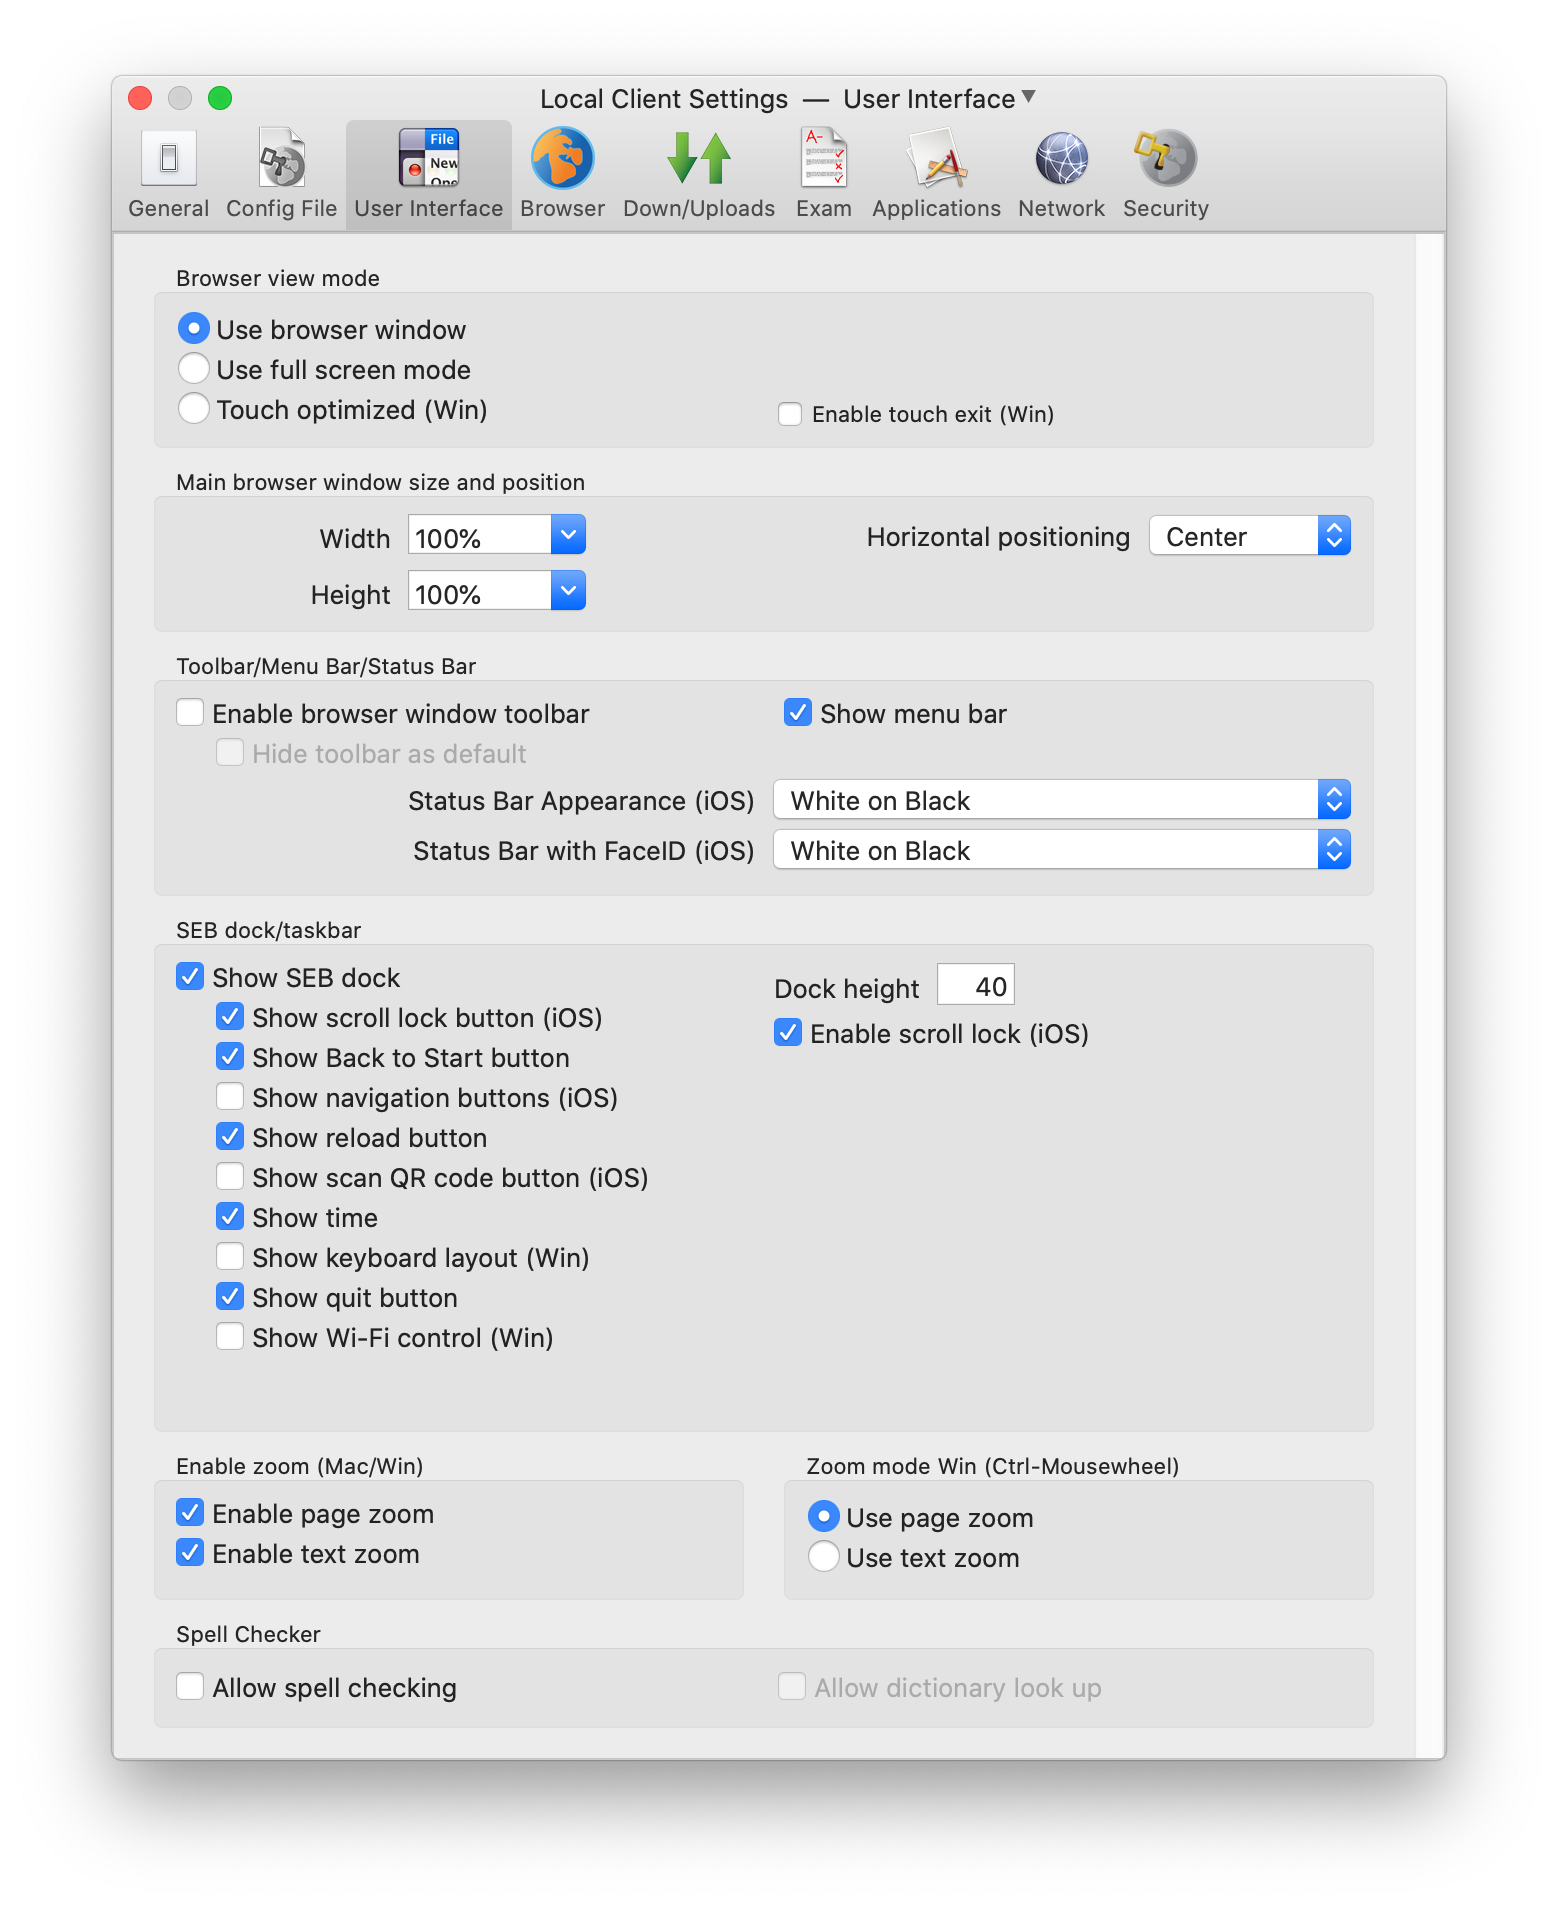 Local Client Settings — User Interface
File
New
A-
General Config File User Interface Browser Down/Uploads Exam Applications Network Security
Browser view mode
Use browser window
Use full screen mode
Touch optimized (Win) Enable touch exit (Win)
Main browser window size and position
Width 100% Horizontal positioning Center
Height 100%
Toolbar/Menu Bar/Status Bar
Enable browser window toolbar Show menu bar
Hide toolbar as default
Status Bar Appearance (iOS) White on Black
Status Bar with FaceID (iOS) White on Black
SEB dock/taskbar
Show SEB dock Dock height 40
Show scroll lock button (iOS) Enable scroll lock (iOS)
Show Back to Start button
Show navigation buttons (iOS)
Show reload button
Show scan QR code button (iOS)
Show time
Show keyboard layout (Win)
Show quit button
Show Wi-Fi control (Win)
Enable zoom (Mac/Win) Zoom mode Win (Ctrl-Mousewheel)
Enable page zoom Use page zoom
Enable text zoom Use text zoom
Spell Checker
Allow spell checking Allow dictionary look up